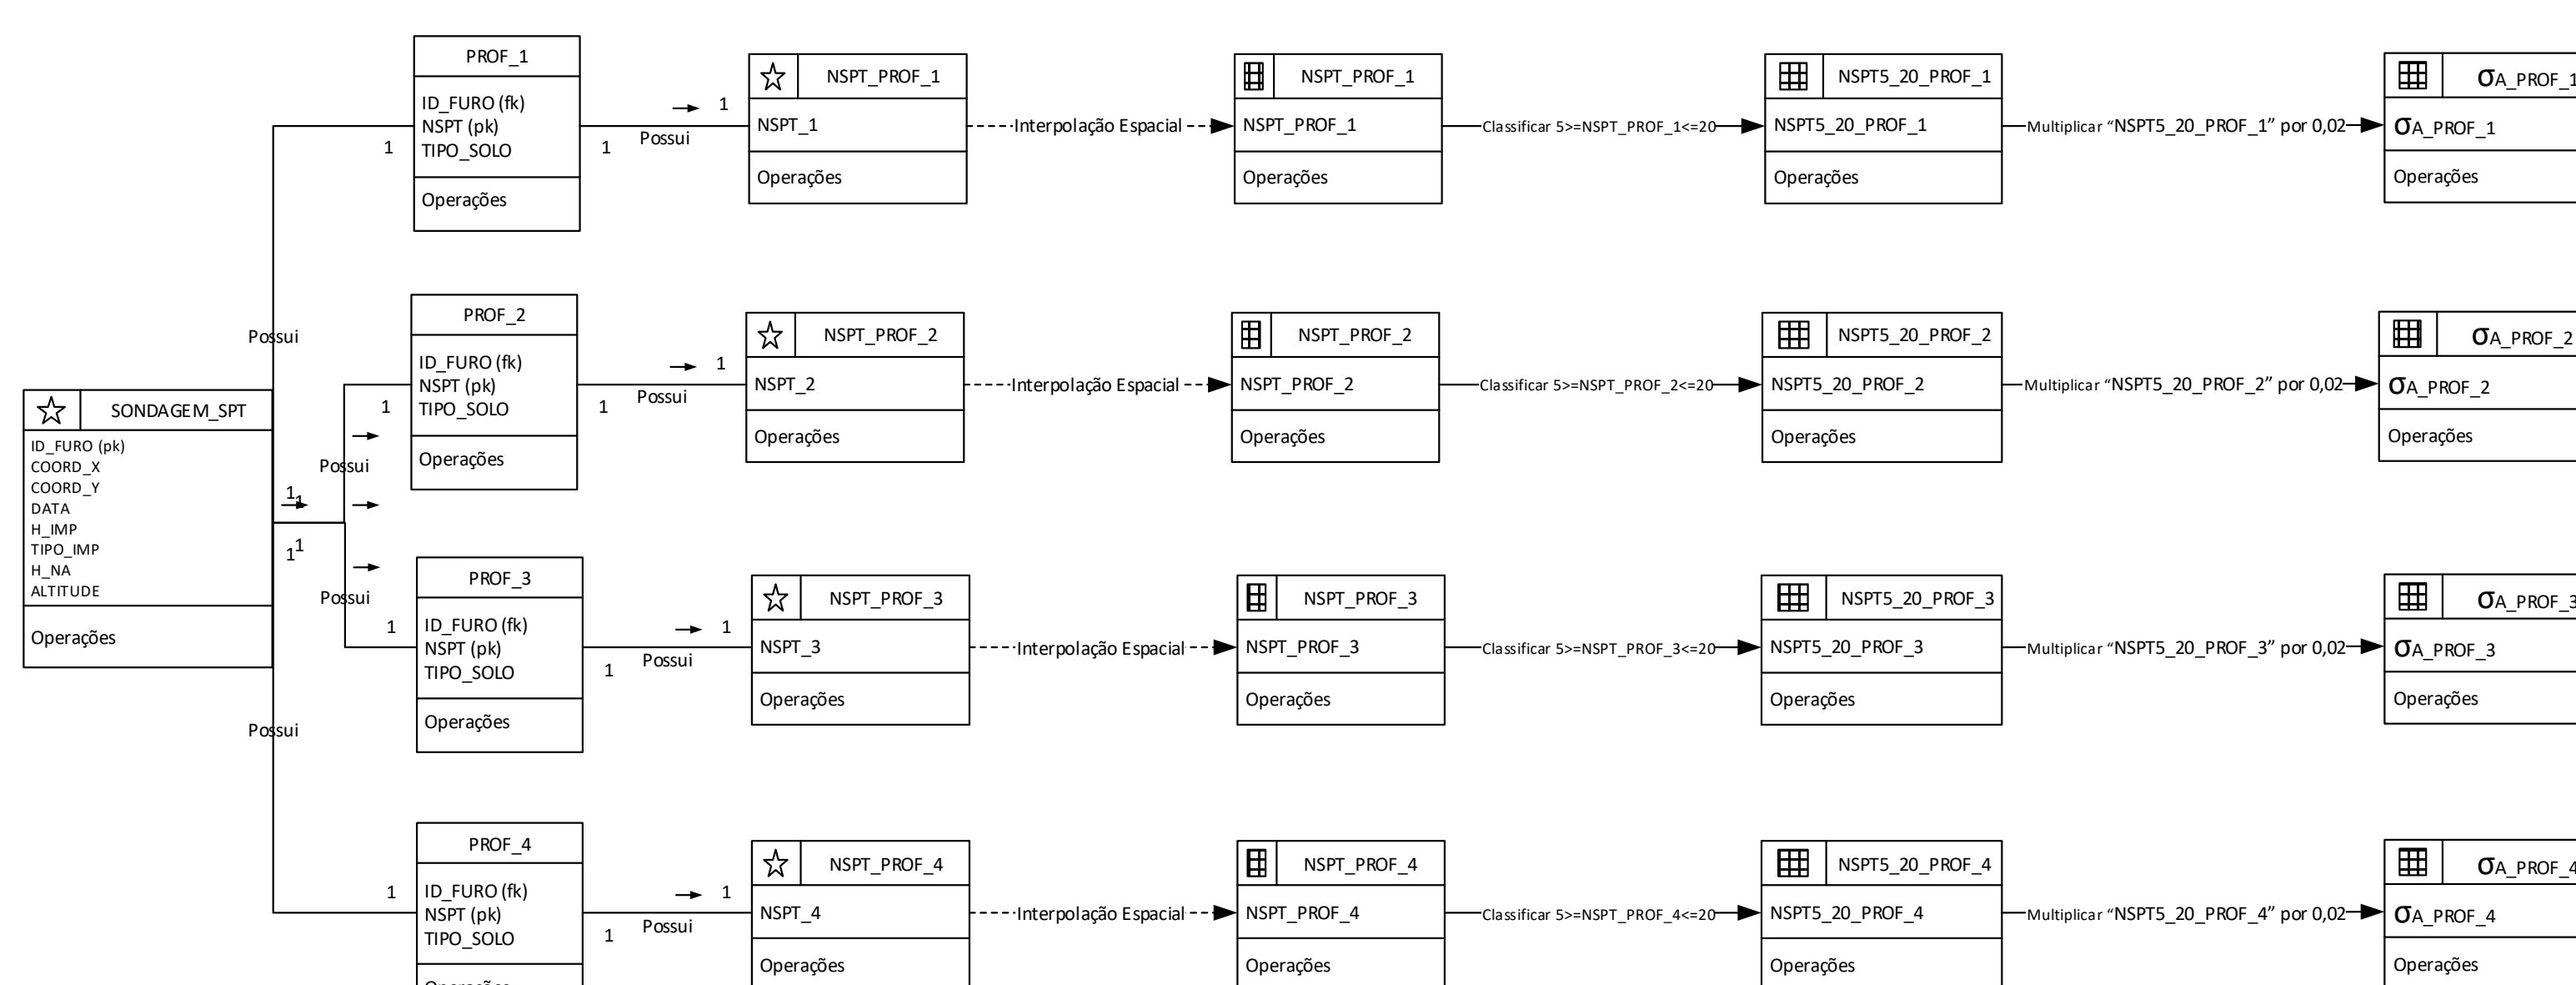 PROF_1
ID_FURO (fk)
NSPT (pk)
TIPO_SOLO
Operações
1
1
Possui
1
NSPT_PROF_1
NSPT_1
Operações
Interpolação Espacial
NSPT_PROF_1
NSPT_PROF_1
Operações
Classificar 5>=NSPT_PROF_1<=20
NSPT5_20_PROF_1
NSPT5_20_PROF_1
Operações
Multiplicar “NSPT5_20_PROF_1” por 0,02
σA_PROF_1
σA_PROF_1
Operações
Possui
PROF_2
ID_FURO (fk)
NSPT (pk)
TIPO_SOLO
Operações
1
1
Possui
1
NSPT_PROF_2
NSPT_2
Operações
Interpolação Espacial
NSPT_PROF_2
NSPT_PROF_2
Operações
Classificar 5>=NSPT_PROF_2<=20
NSPT5_20_PROF_2
NSPT5_20_PROF_2
Operações
Multiplicar “NSPT5_20_PROF_2” por 0,02
σA_PROF_2
σA_PROF_2
Operações
SONDAGEM_SPT
ID_FURO (pk)
COORD_X
COORD_Y
DATA
H_IMP
TIPO_IMP
H_NA
ALTITUDE
Operações
Possui
1
1
1
1
Possui
PROF_3
ID_FURO (fk)
NSPT (pk)
TIPO_SOLO
Operações
1
1
Possui
1
NSPT_PROF_3
NSPT_3
Operações
Interpolação Espacial
NSPT_PROF_3
NSPT_PROF_3
Operações
Classificar 5>=NSPT_PROF_3<=20
NSPT5_20_PROF_3
NSPT5_20_PROF_3
Operações
Multiplicar “NSPT5_20_PROF_3” por 0,02
σA_PROF_3
σA_PROF_3
Operações
Possui
PROF_4
ID_FURO (fk)
NSPT (pk)
TIPO_SOLO
1
1
Possui
1
NSPT_PROF_4
NSPT_4
Operações
Interpolação Espacial
NSPT_PROF_4
NSPT_PROF_4
Operações
Classificar 5>=NSPT_PROF_4<=20
NSPT5_20_PROF_4
NSPT5_20_PROF_4
Operações
Multiplicar “NSPT5_20_PROF_4” por 0,02
σA_PROF_4
σA_PROF_4
Operações